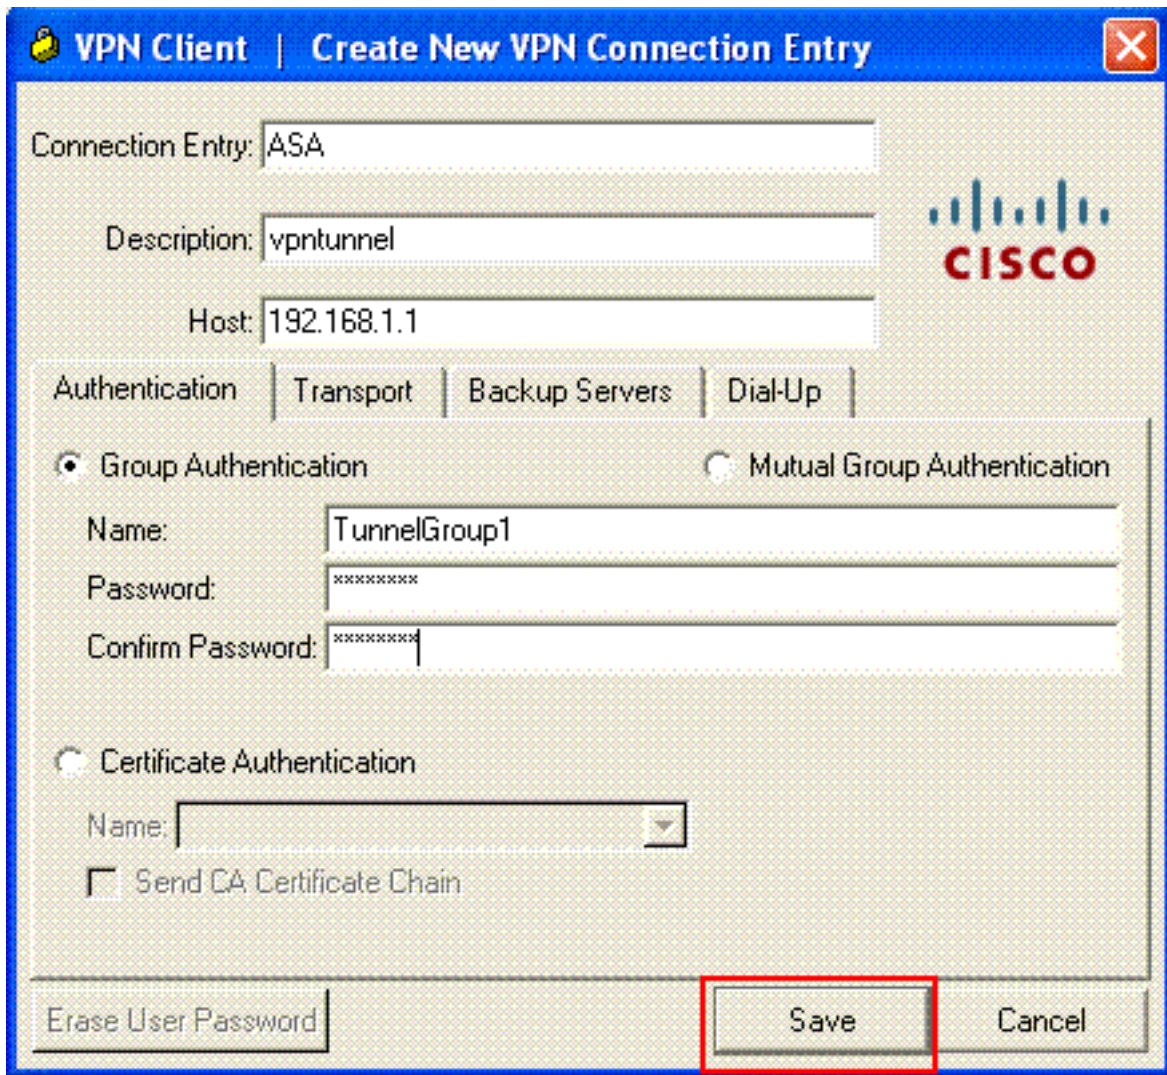 VPN Client | Create New VPN Connection Entry
Connection Entry: ASA
Description: vpntunnel
CISCO
Host: 192.168.1.1
Authentication Transport Backup Servers Dial-Up
Group Authentication Mutual Group Authentication
Name: TunnelGroup1
Password: ********
Confirm Password: ********
Certificate Authentication
Name:
Send CA Certificate Chain
Erase User Password Save Cancel